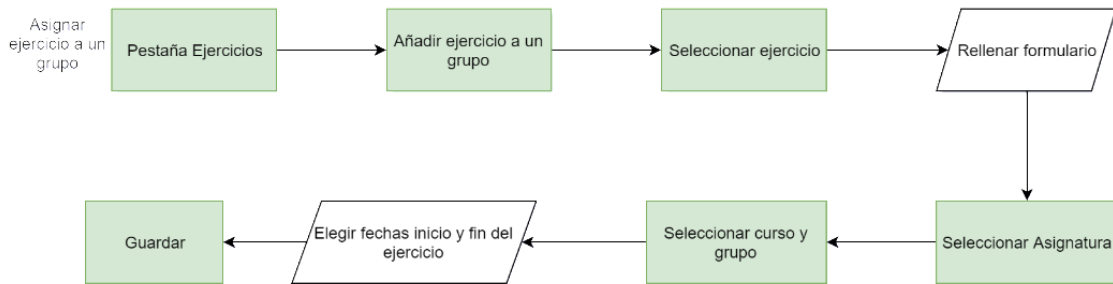 Asignar
ejercicio a un
grupo
Pestaña Ejercicios
Añadir ejercicio a un
grupo
Seleccionar ejercicio
Rellenar formulario
Guardar
Elegir fechas inicio y fin del
ejercicio
Seleccionar curso y
grupo
Seleccionar Asignatura